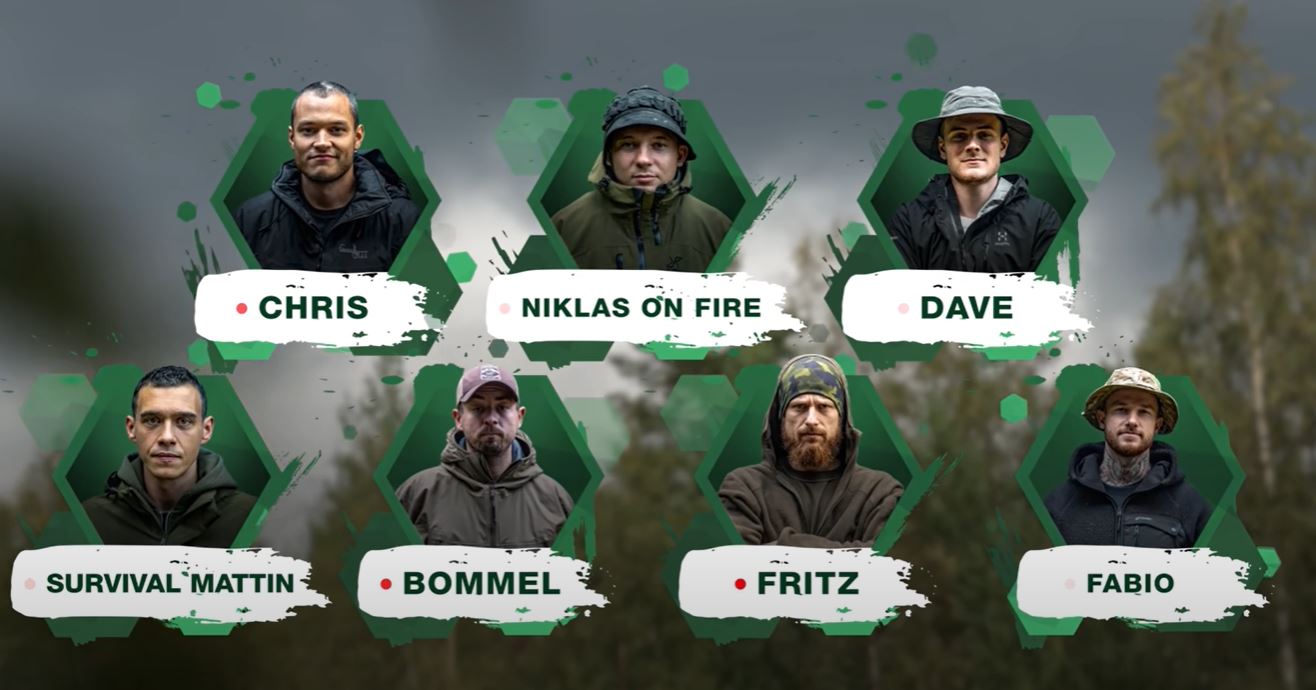 CHRIS
NIKLAS ON FIRE
DAVE
SURVIVAL MATTIN
BOMMEL
FRITZ
FABIO